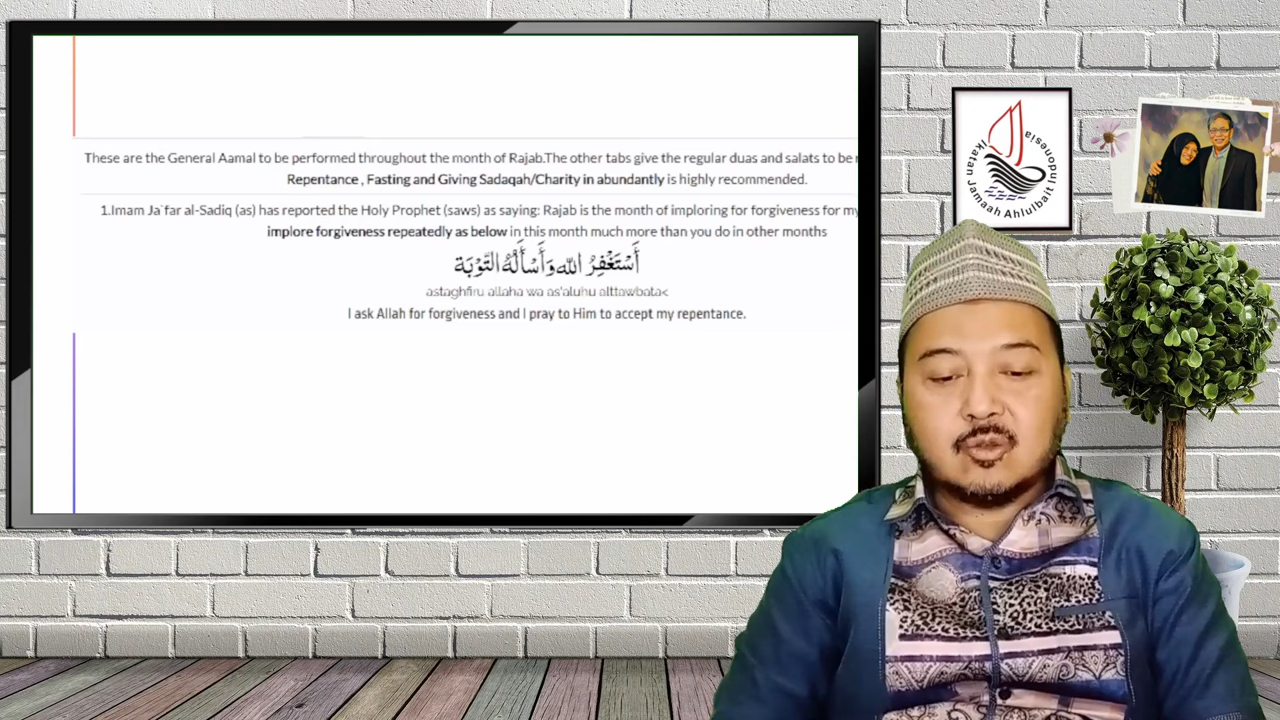 These are the General Aamal to be performed throughout the month of Rajab.The other tabs give the regular duas and salats to be
Repentance , Fasting and Giving Sadaqah/Charity in abundantly is highly recommended.
1.Imam Ja`far al-Sadiq (as) has reported the Holy Prophet (saws) as saying: Rajab is the month of imploring for forgiveness for my
implore forgiveness repeatedly as below in this month much more than you do in other months
أَسْتَغْفِرُ اللّهَ وَأَسْأَلُهُ التَّوْبَةَ
astaghfiru allaha wa as'aluhu alttawbata<
I ask Allah for forgiveness and I pray to Him to accept my repentance.
Ikatan Jamaah Ahlulbait Indonesia